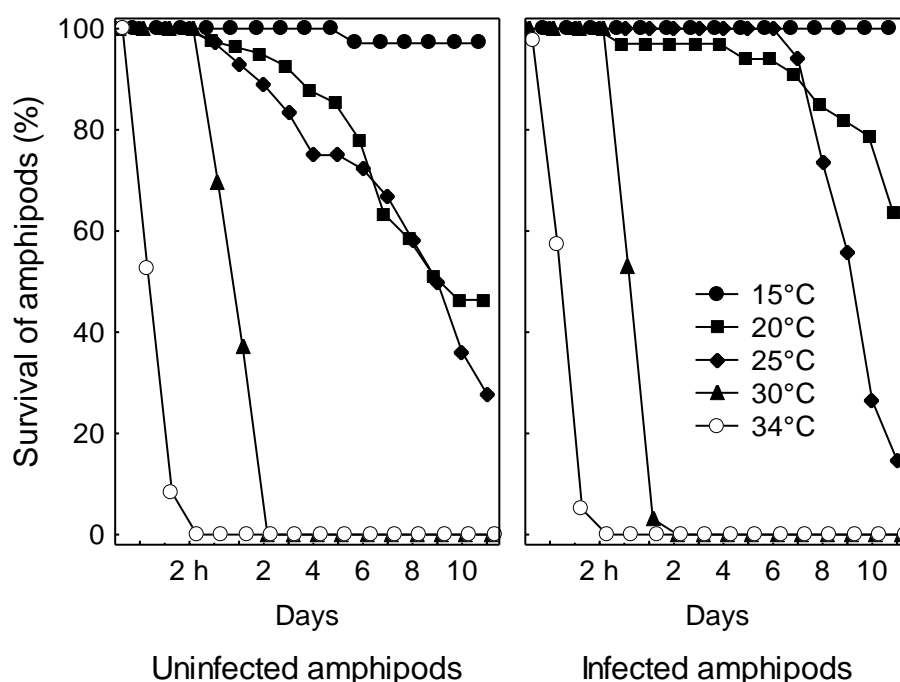 Survival of amphipods (%)
100
80
60
40
20
0
2 h 2 4 6 8 10
Days
Uninfected amphipods
15°C
20°C
25°C
30°C
34°C
2 h 2 4 6 8 10
Days
Infected amphipods